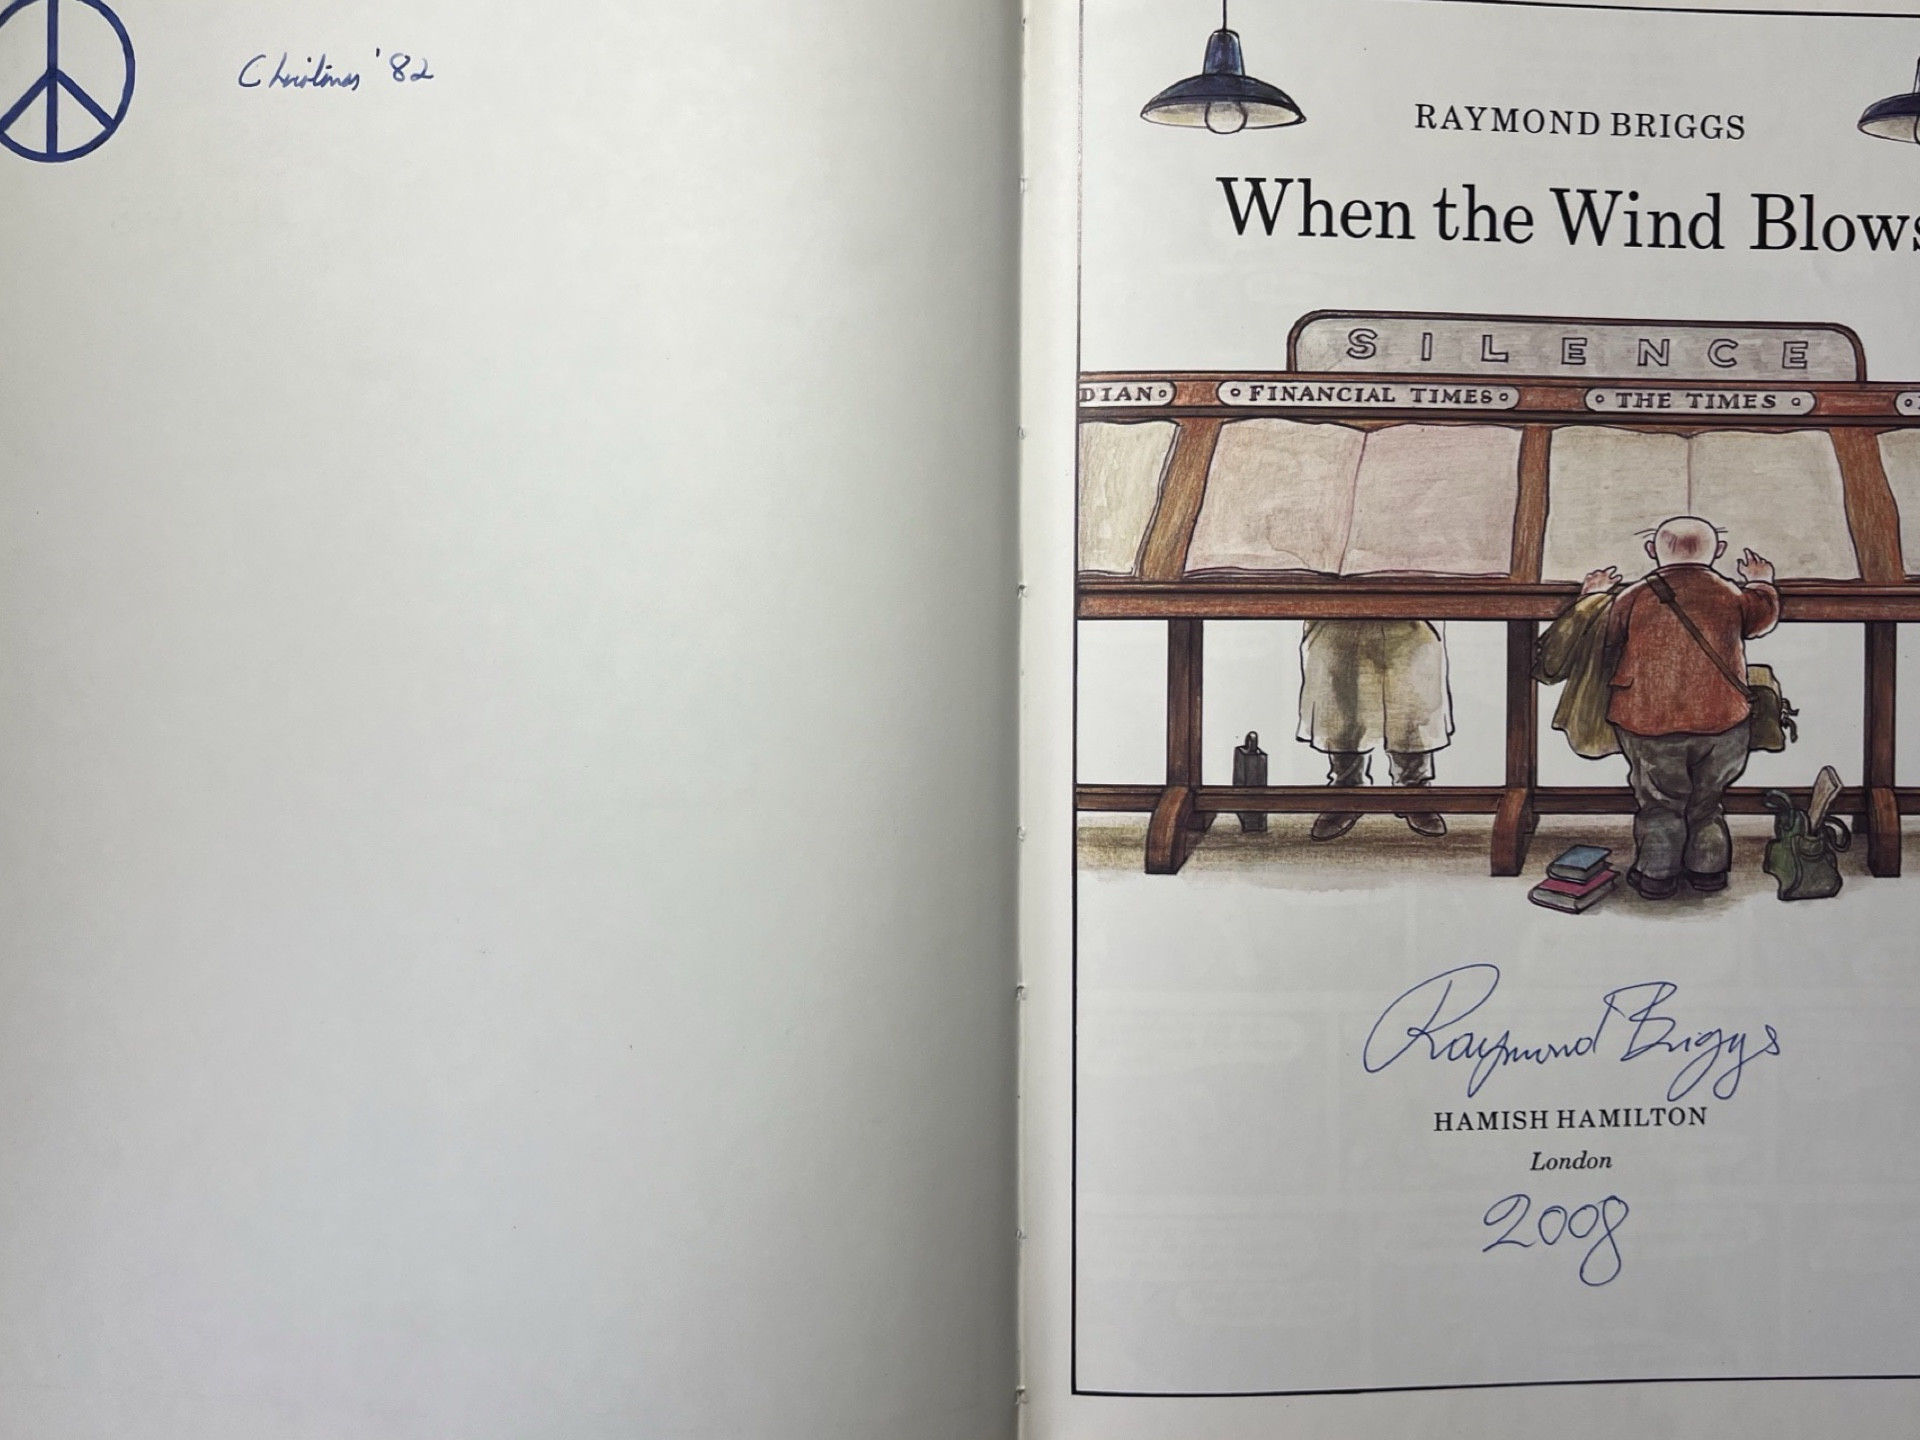 Christmas '82
RAYMOND BRIGGS
When the Wind Blows
SILENCE
DIAN FINANCIAL TIMES THE TIMES
Raymond Briggs
HAMISH HAMILTON
London
2008